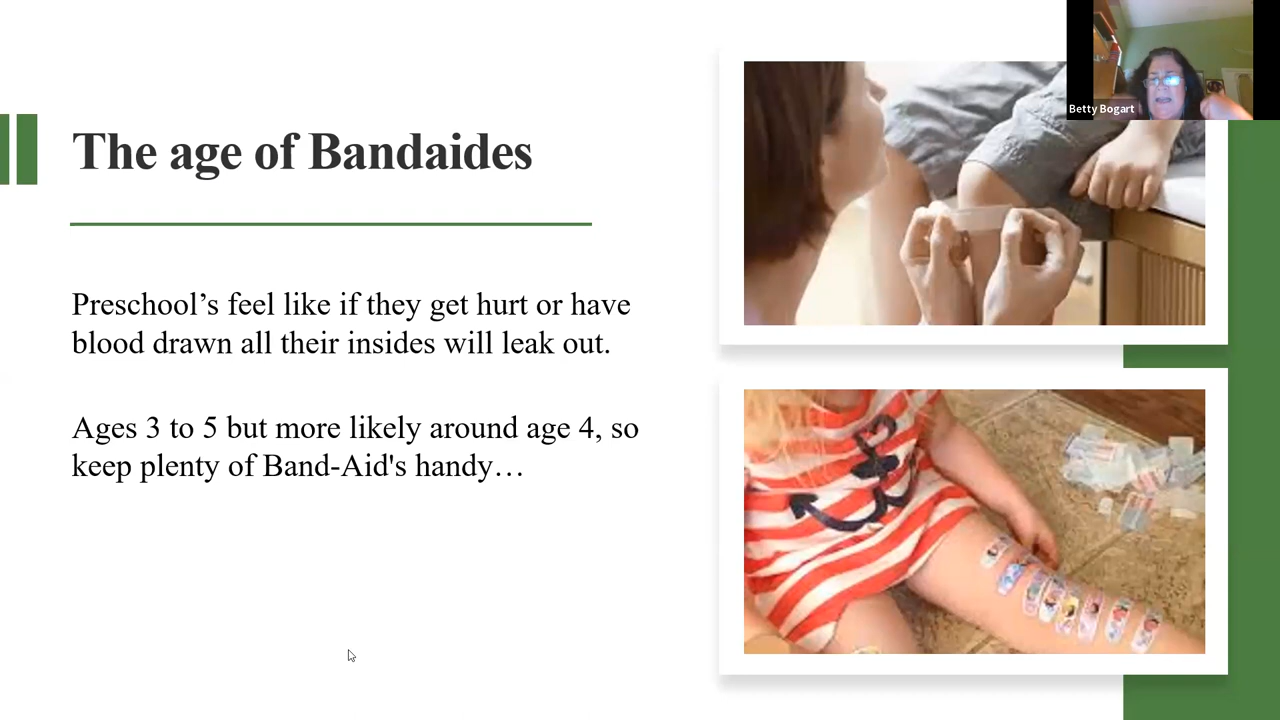 Betty Bogart
The age of Bandaides
Preschool’s feel like if they get hurt or have
blood drawn all their insides will leak out.
Ages 3 to 5 but more likely around age 4, so
keep plenty of Band-Aid's handy…